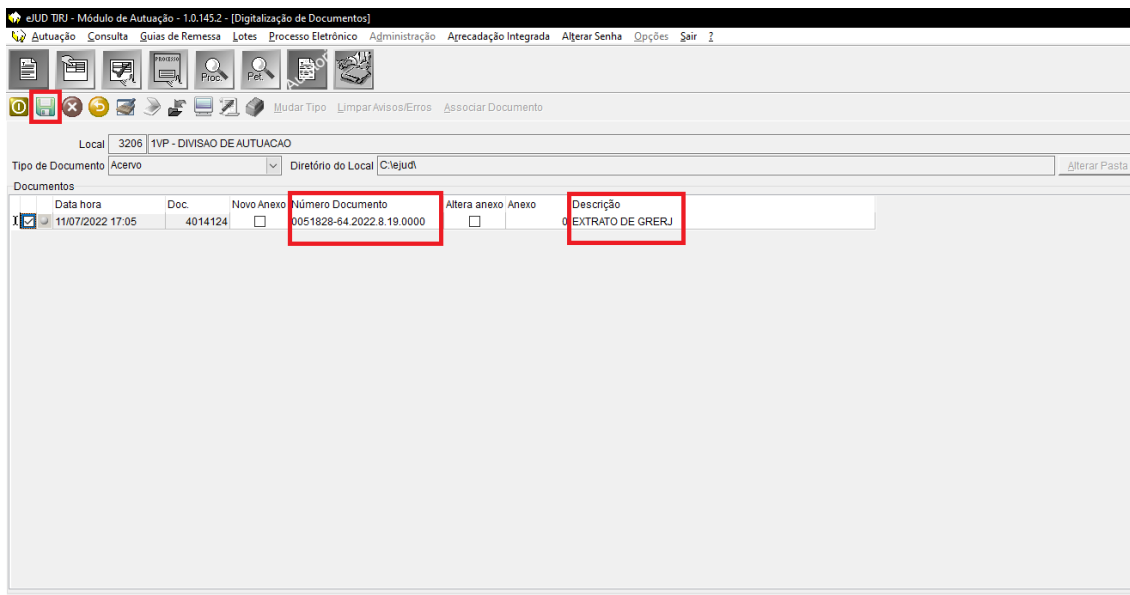 eJUD TJRJ - Módulo de Autuação - 1.0.145.2 - [Digitalização de Documentos]
Autuação Consulta Guias de Remessa Lotes Processo Eletrônico Administração Arrecadação Integrada Alterar Senha Opções Sair ?
PROCESSO Proc. Pet.
Mudar Tipo Limpar Avisos/Erros Associar Documento
Local 3206 1VP - DIVISAO DE AUTUACAO
Tipo de Documento Acervo Diretório do Local C:\ejud\ Alterar Pasta
Documentos
Data hora Doc. Novo Anexo Número Documento Altera anexo Anexo Descrição
11/07/2022 17:05 4014124 0051828-64.2022.8.19.0000 0 EXTRATO DE GRERJ